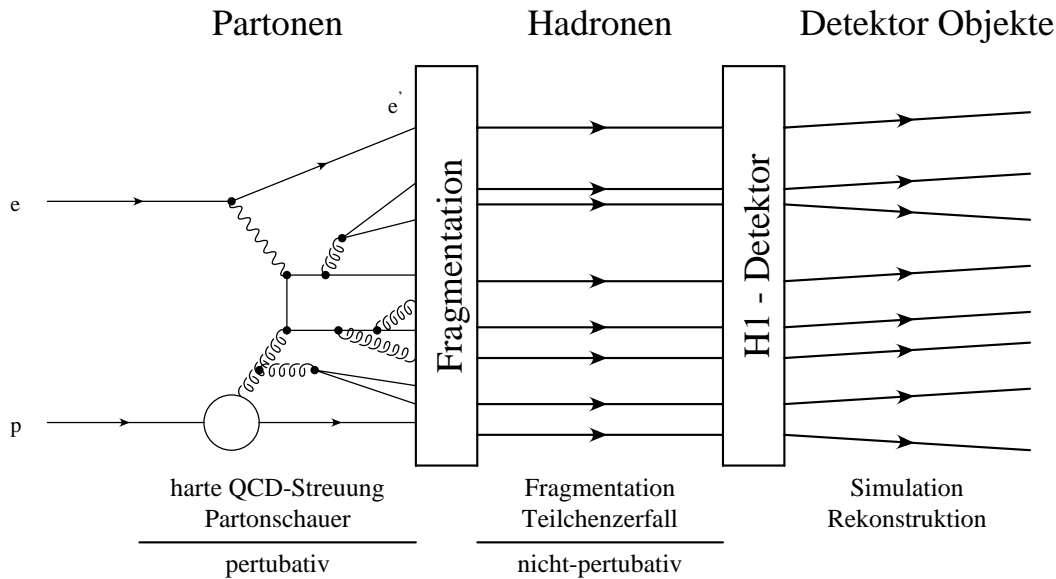 Partonen
Hadronen
Detektor Objekte
e'
e
p
Fragmentation
H1 - Detektor
harte QCD-Streuung
Partonschauer
pertubativ
Fragmentation
Teilchenzerfall
nicht-pertubativ
Simulation
Rekonstruktion